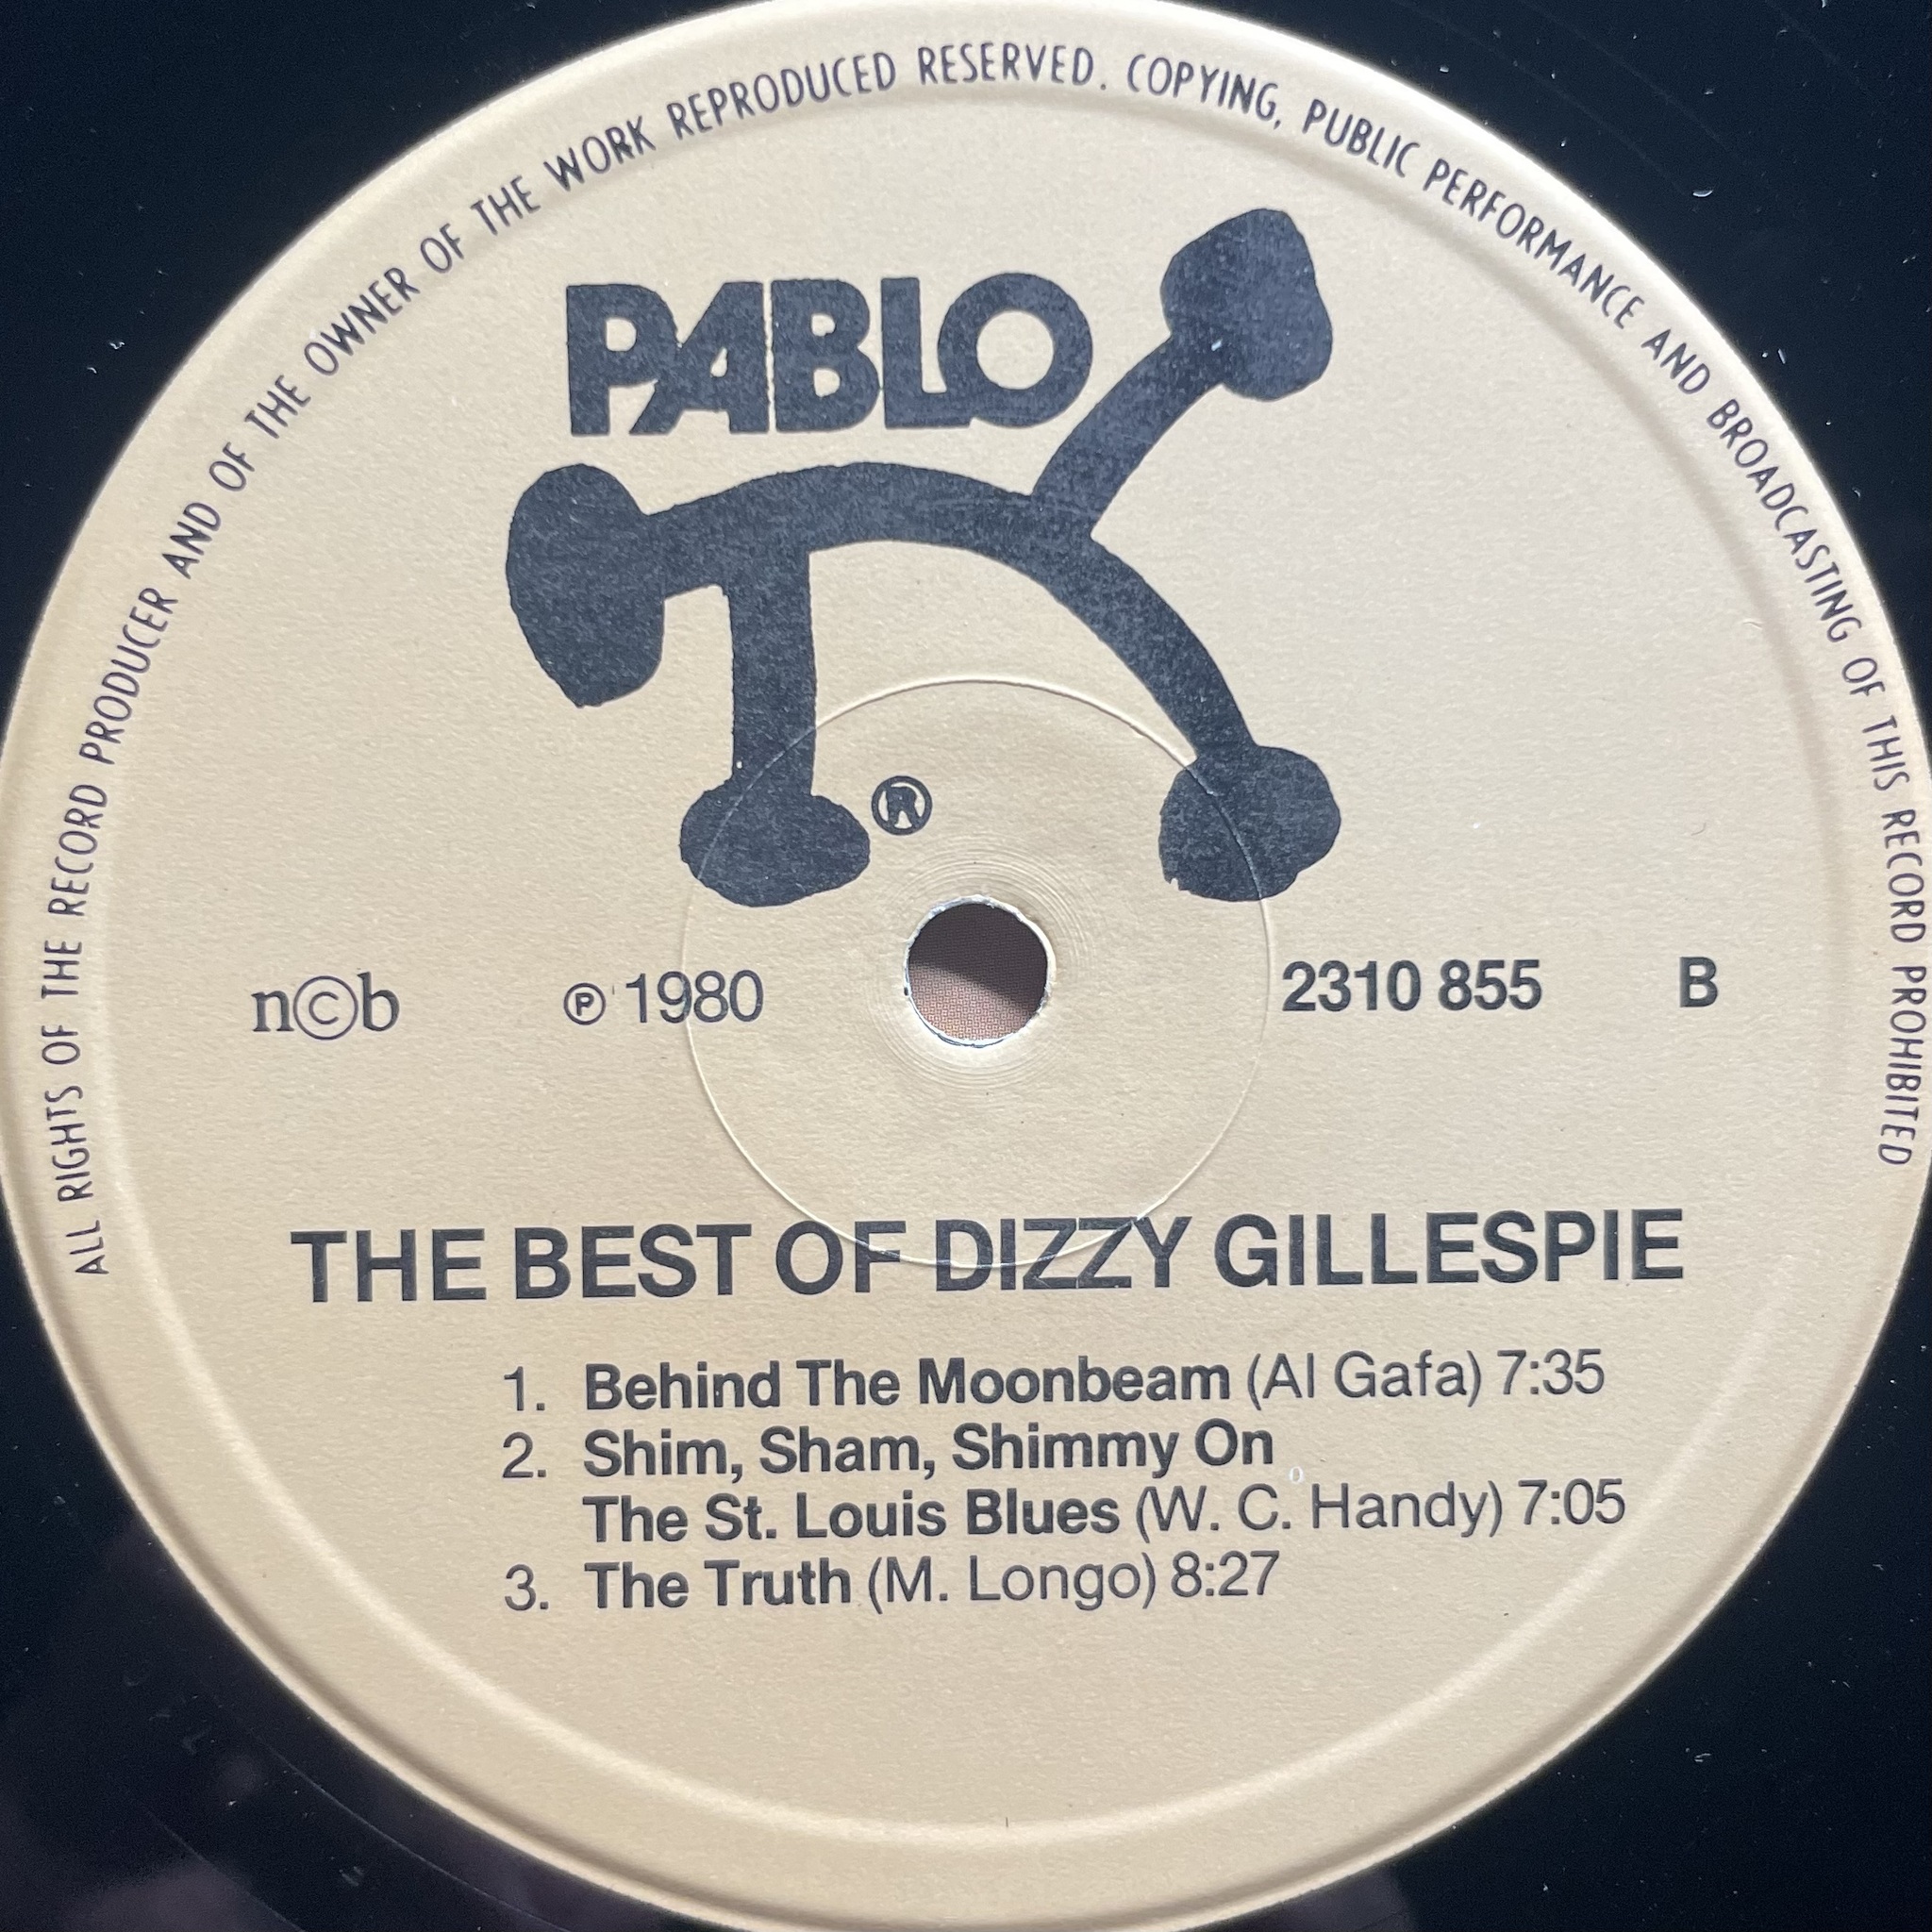 ALL RIGHTS OF THE RECORD PRODUCER AND OF THE OWNER OF THE WORK REPRODUCED RESERVED. COPYING, PUBLIC PERFORMANCE AND BROADCASTING OF THIS RECORD PROHIBITED
PABLO
®
n©b ℗ 1980 2310 855 B
THE BEST OF DIZZY GILLESPIE
1. Behind The Moonbeam (Al Gafa) 7:35
2. Shim, Sham, Shimmy On
The St. Louis Blues (W. C. Handy) 7:05
3. The Truth (M. Longo) 8:27